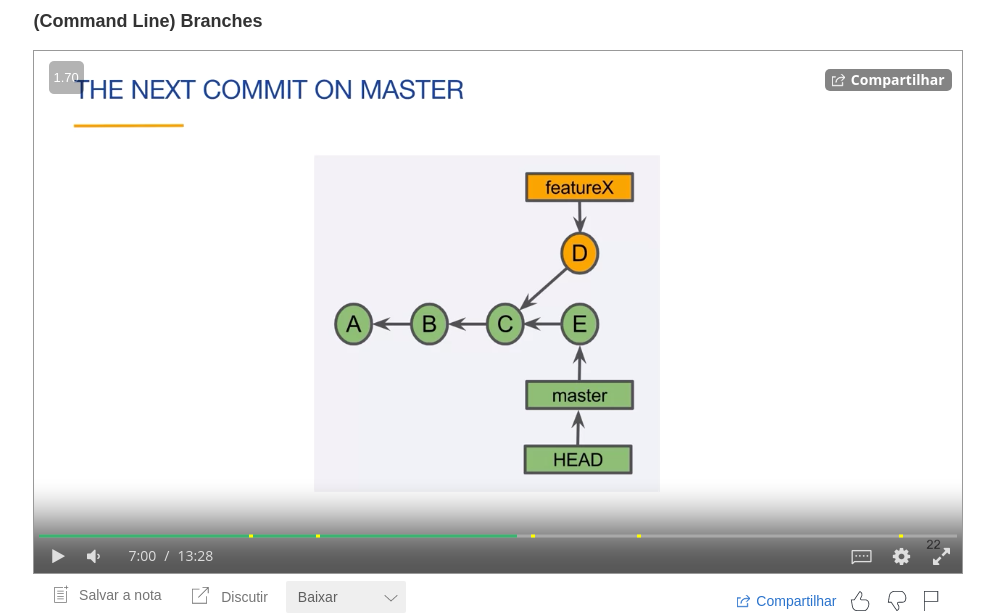 (Command Line) Branches
1.70
THE NEXT COMMIT ON MASTER
Compartilhar
featureX
D
A B C E
master
HEAD
7:00 / 13:28
22
Salvar a nota
Discutir
Baixar
Compartilhar